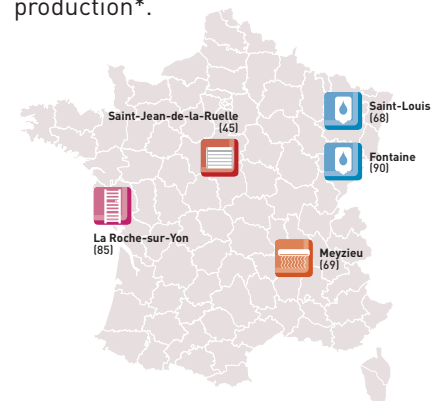 production*.
Saint-Louis
(68)
Saint-Jean-de-la-Ruelle
(45)
Fontaine
(90)
La Roche-sur-Yon
(85)
Meyzieu
(69)